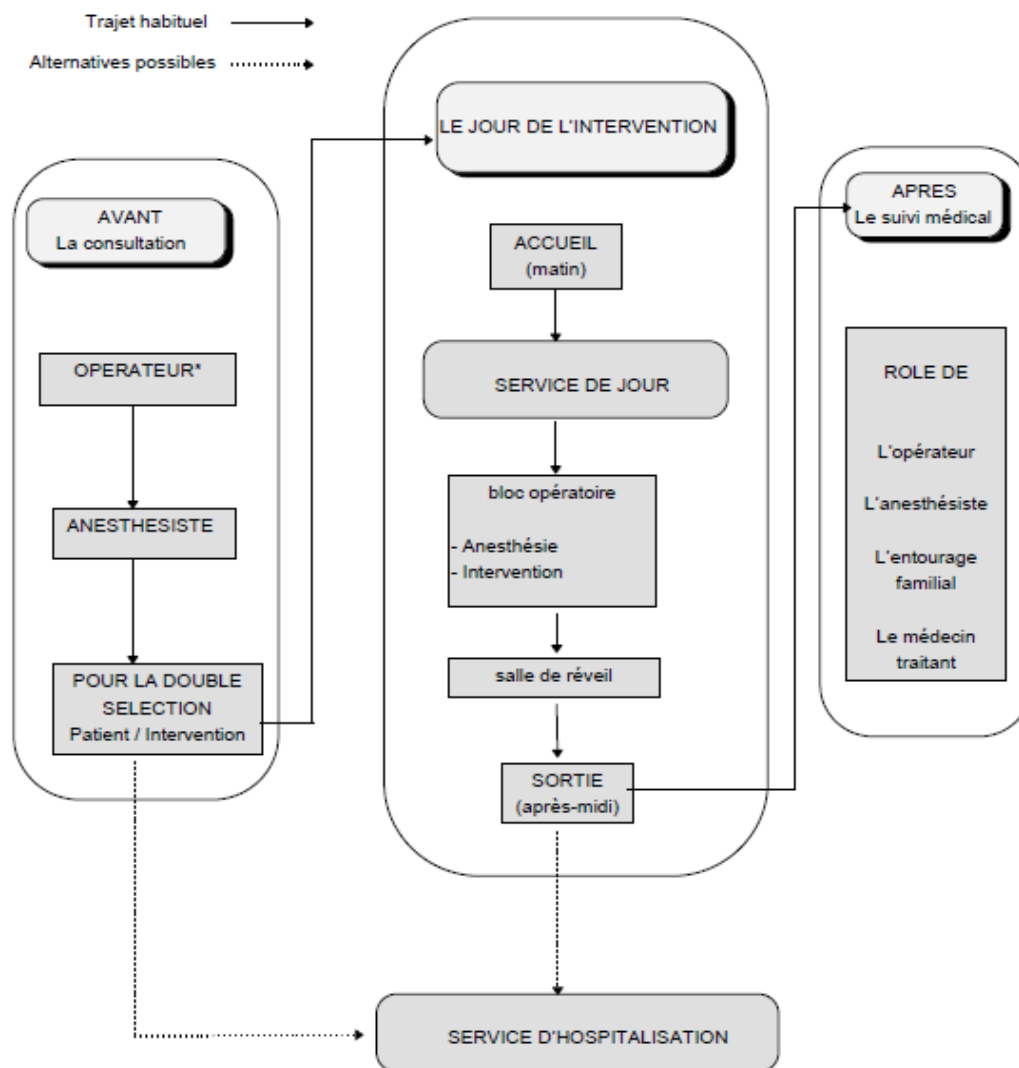 Trajet habituel
Alternatives possibles
AVANT
La consultation
OPERATEUR*
ANESTHESISTE
POUR LA DOUBLE
SELECTION
Patient / Intervention
LE JOUR DE L'INTERVENTION
ACCUEIL
(matin)
SERVICE DE JOUR
bloc opératoire
- Anesthésie
- Intervention
salle de réveil
SORTIE
(après-midi)
APRES
Le suivi médical
ROLE DE
L'opérateur
L'anesthésiste
L'entourage
familial
Le médecin
traitant
SERVICE D'HOSPITALISATION